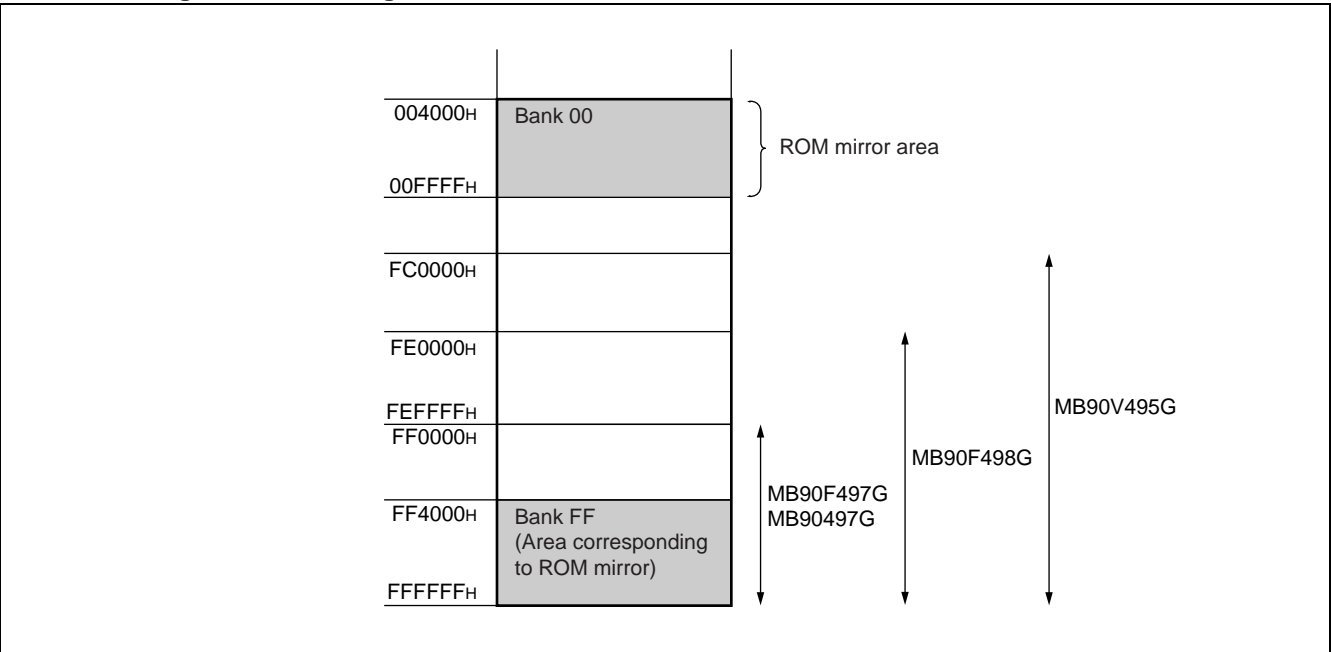 004000H
Bank 00
ROM mirror area
00FFFFH
FC0000H
FE0000H
FEFFFFH
FF0000H
MB90V495G
MB90F498G
MB90F497G
MB90497G
FF4000H
Bank FF
(Area corresponding
to ROM mirror)
FFFFFFH